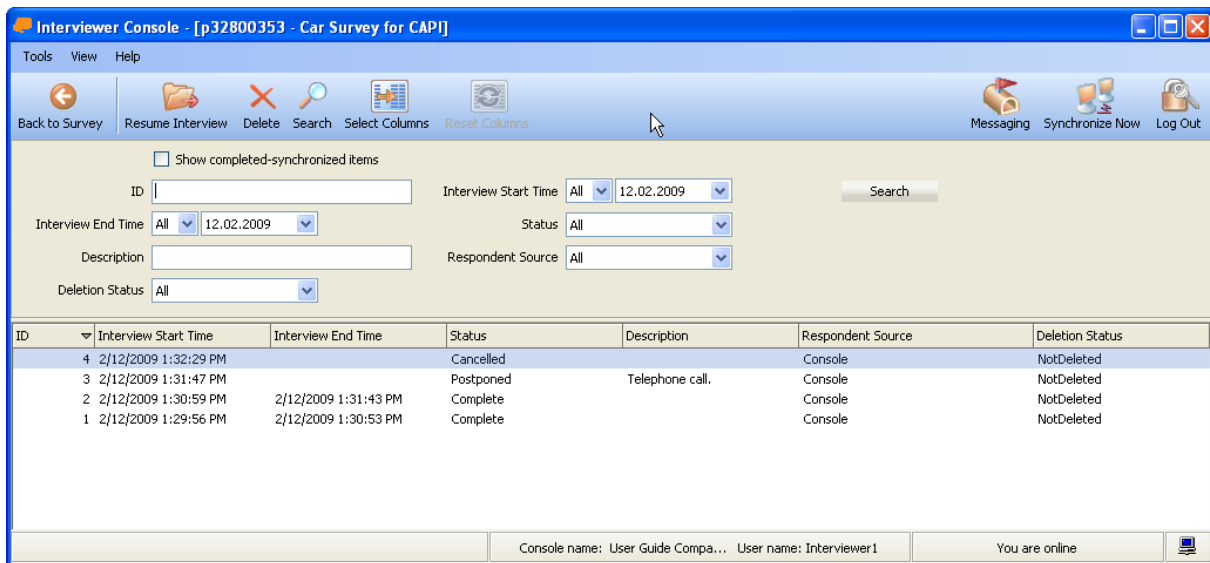 Interviewer Console - [p32800353 - Car Survey for CAPI]
Tools View Help
Back to Survey Resume Interview Delete Search Select Columns Reset Columns Messaging Synchronize Now Log Out
Show completed-synchronized items
ID Interview Start Time All 12.02.2009 Search
Interview End Time All 12.02.2009 Status All
Description Respondent Source All
Deletion Status All
ID Interview Start Time Interview End Time Status Description Respondent Source Deletion Status
4 2/12/2009 1:32:29 PM Cancelled Console NotDeleted
3 2/12/2009 1:31:47 PM Postponed Telephone call. Console NotDeleted
2 2/12/2009 1:30:59 PM 2/12/2009 1:31:43 PM Complete Console NotDeleted
1 2/12/2009 1:29:56 PM 2/12/2009 1:30:53 PM Complete Console NotDeleted
Console name: User Guide Compa... User name: Interviewer1 You are online